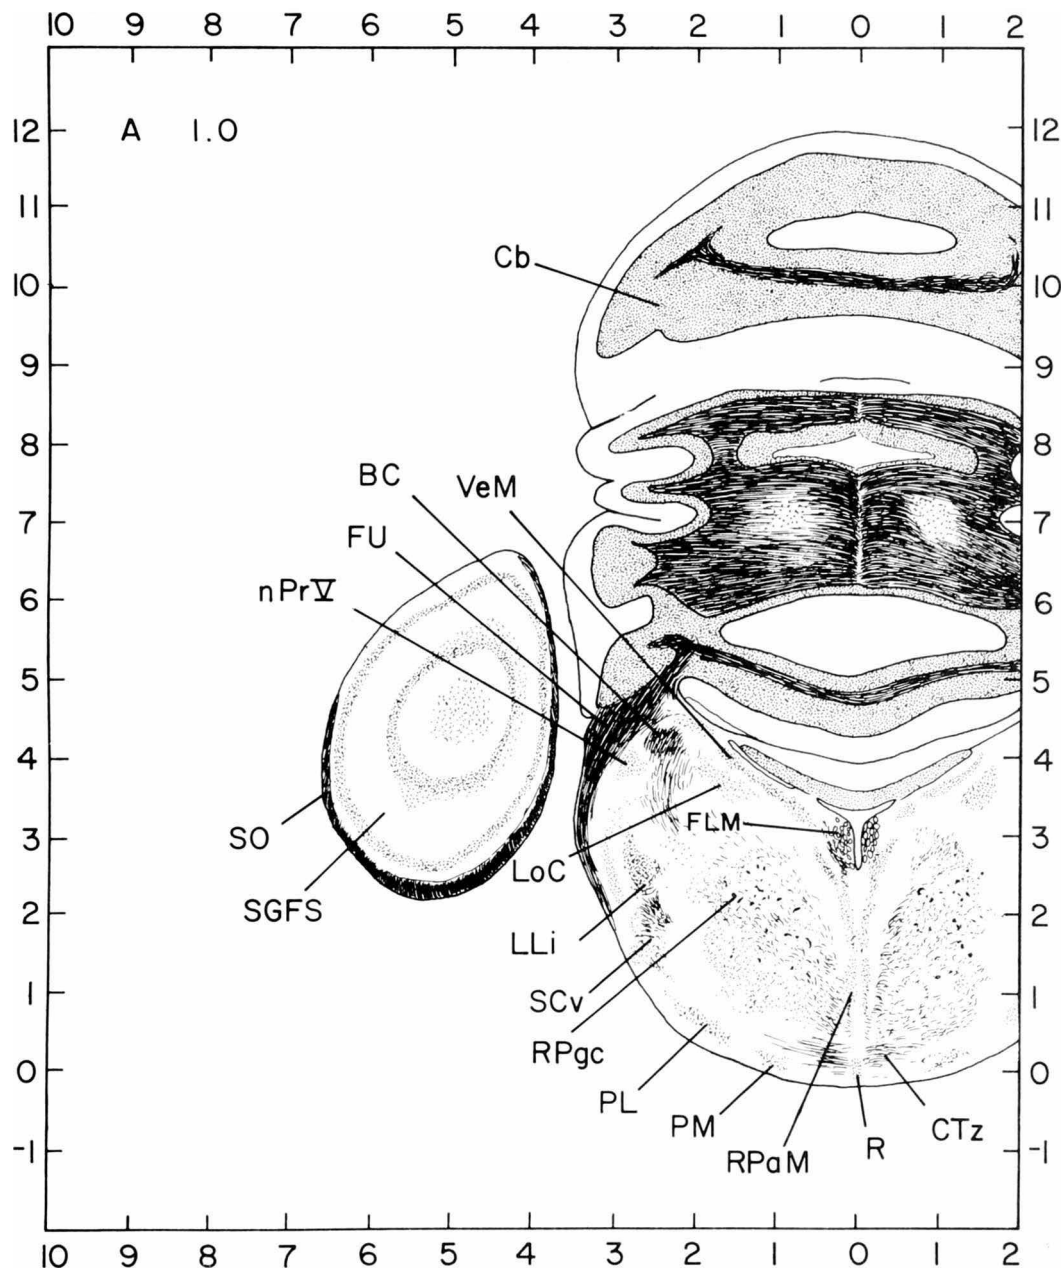 10 9 8 7 6 5 4 3 2 1 0 1 2
A 1.0
12 12
11 11
Cb
10 10
9 9
8 8
BC VeM
7 7
FU
nPrV
6 6
5 5
4 4
SO
3 FLM 3
LoC
SGFS
2 2
LLi
SCv
1 1
RPgc
0 0
PL
PM
CTz
-1 RPaM R -1
10 9 8 7 6 5 4 3 2 1 0 1 2